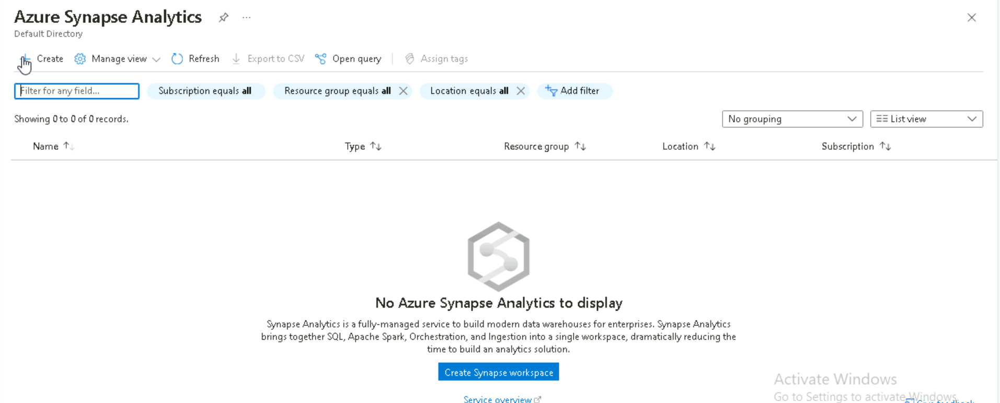 Azure Synapse Analytics
Default Directory
Create Manage view Refresh Export to CSV Open query Assign tags
Filter for any field... Subscription equals all Resource group equals all Location equals all Add filter
Showing 0 to 0 of 0 records. No grouping List view
Name Type Resource group Location Subscription
No Azure Synapse Analytics to display
Synapse Analytics is a fully-managed service to build modern data warehouses for enterprises. Synapse Analytics
brings together SQL, Apache Spark, Orchestration, and Ingestion into a single workspace, dramatically reducing the
time to build an analytics solution.
Create Synapse workspace
Activate Windows
Go to Settings to activate Windows.
Service overview Give feedback